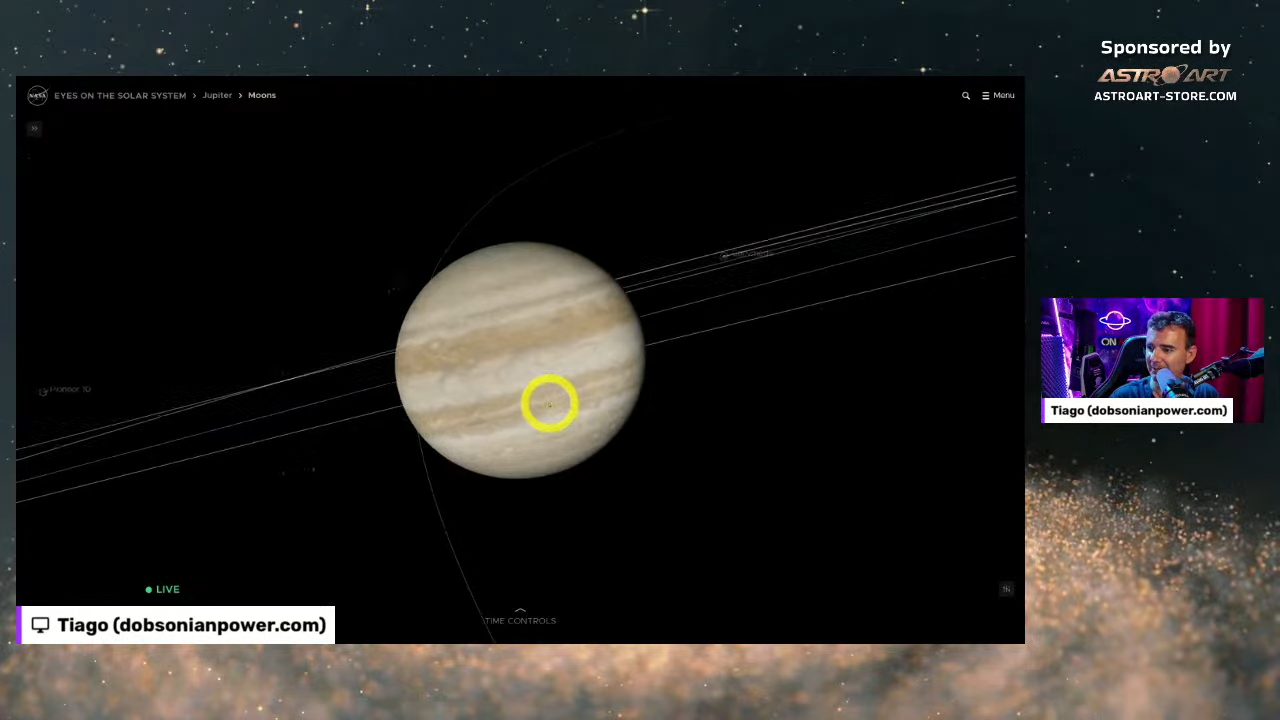 Sponsored by
ASTROART
ASTROART-STORE.COM
NASA
EYES ON THE SOLAR SYSTEM > Jupiter > Moons
Menu
Pioneer 10
ON
Tiago (dobsonianpower.com)
LIVE
TIME CONTROLS
Tiago (dobsonianpower.com)